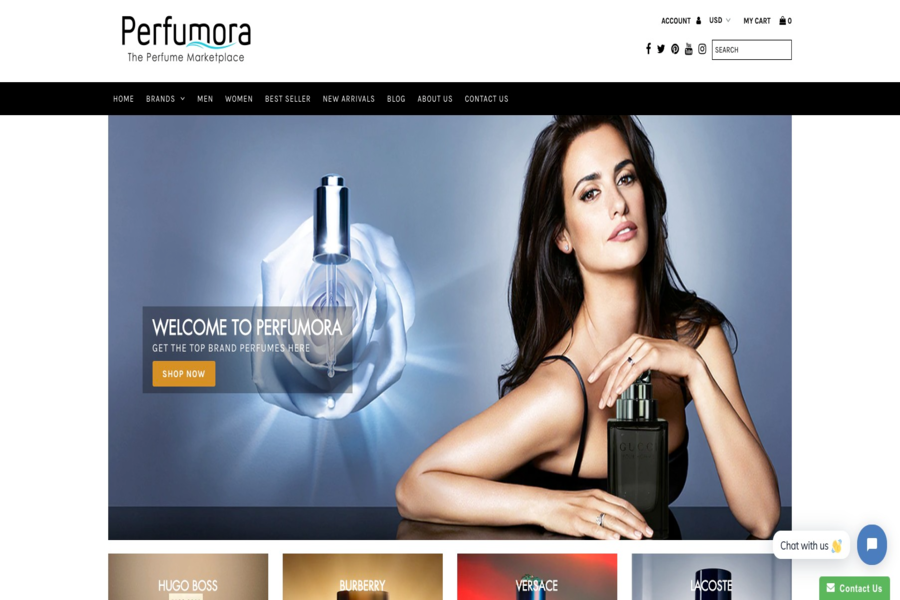 Perfumora
The Perfume Marketplace
ACCOUNT USD MY CART 0
SEARCH
HOME BRANDS MEN WOMEN BEST SELLER NEW ARRIVALS BLOG ABOUT US CONTACT US
WELCOME TO PERFUMORA
GET THE TOP BRAND PERFUMES HERE
SHOP NOW
GUCCI
Chat with us 👋
HUGO BOSS BURBERRY VERSACE LACOSTE
Contact Us